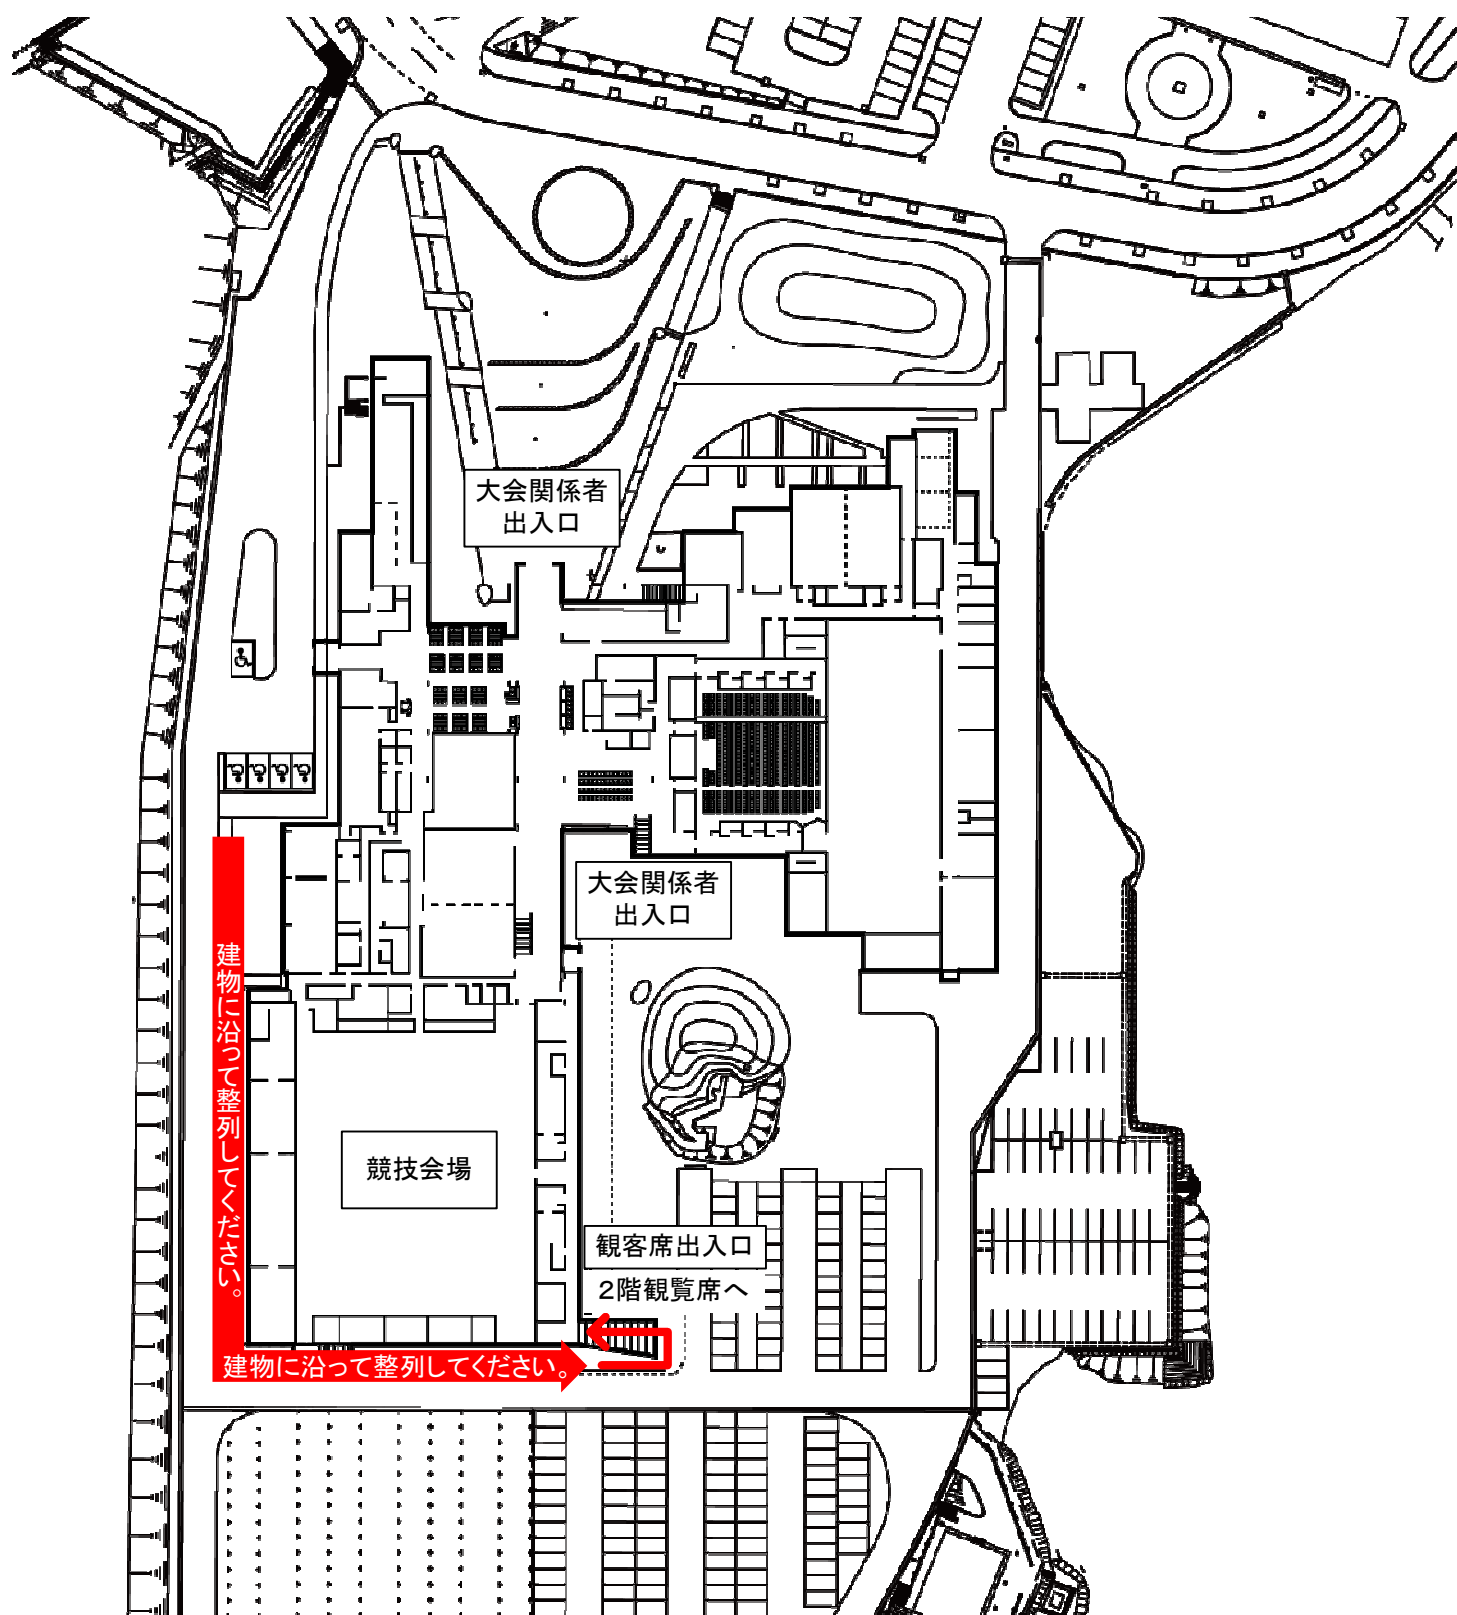 大会関係者
出入口
大会関係者
出入口
建物に沿って整列してください。
競技会場
観客席出入口
2階観覧席へ
建物に沿って整列してください。